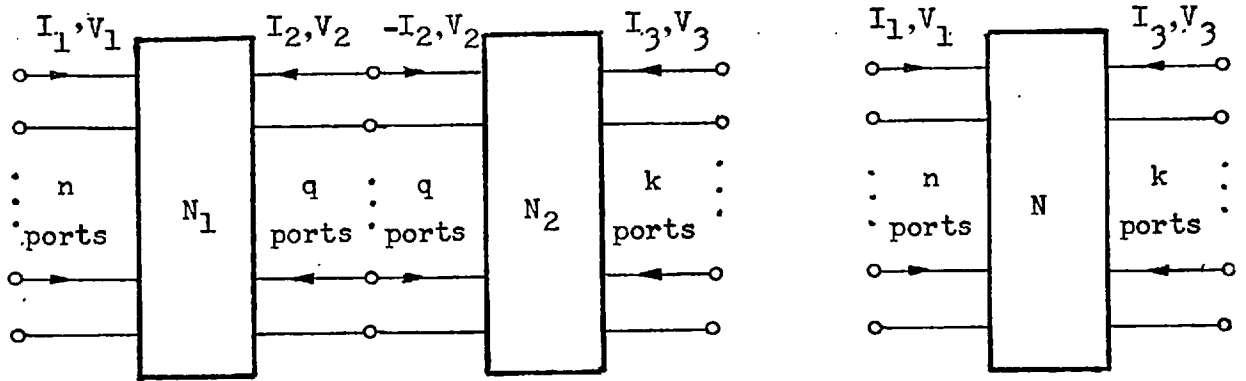 I₁,V₁ I₂,V₂ -I₂,V₂ I₃,V₃ I₁,V₁ I₃,V₃
n q q k n k
N₁ N₂ N
ports ports ports ports ports ports